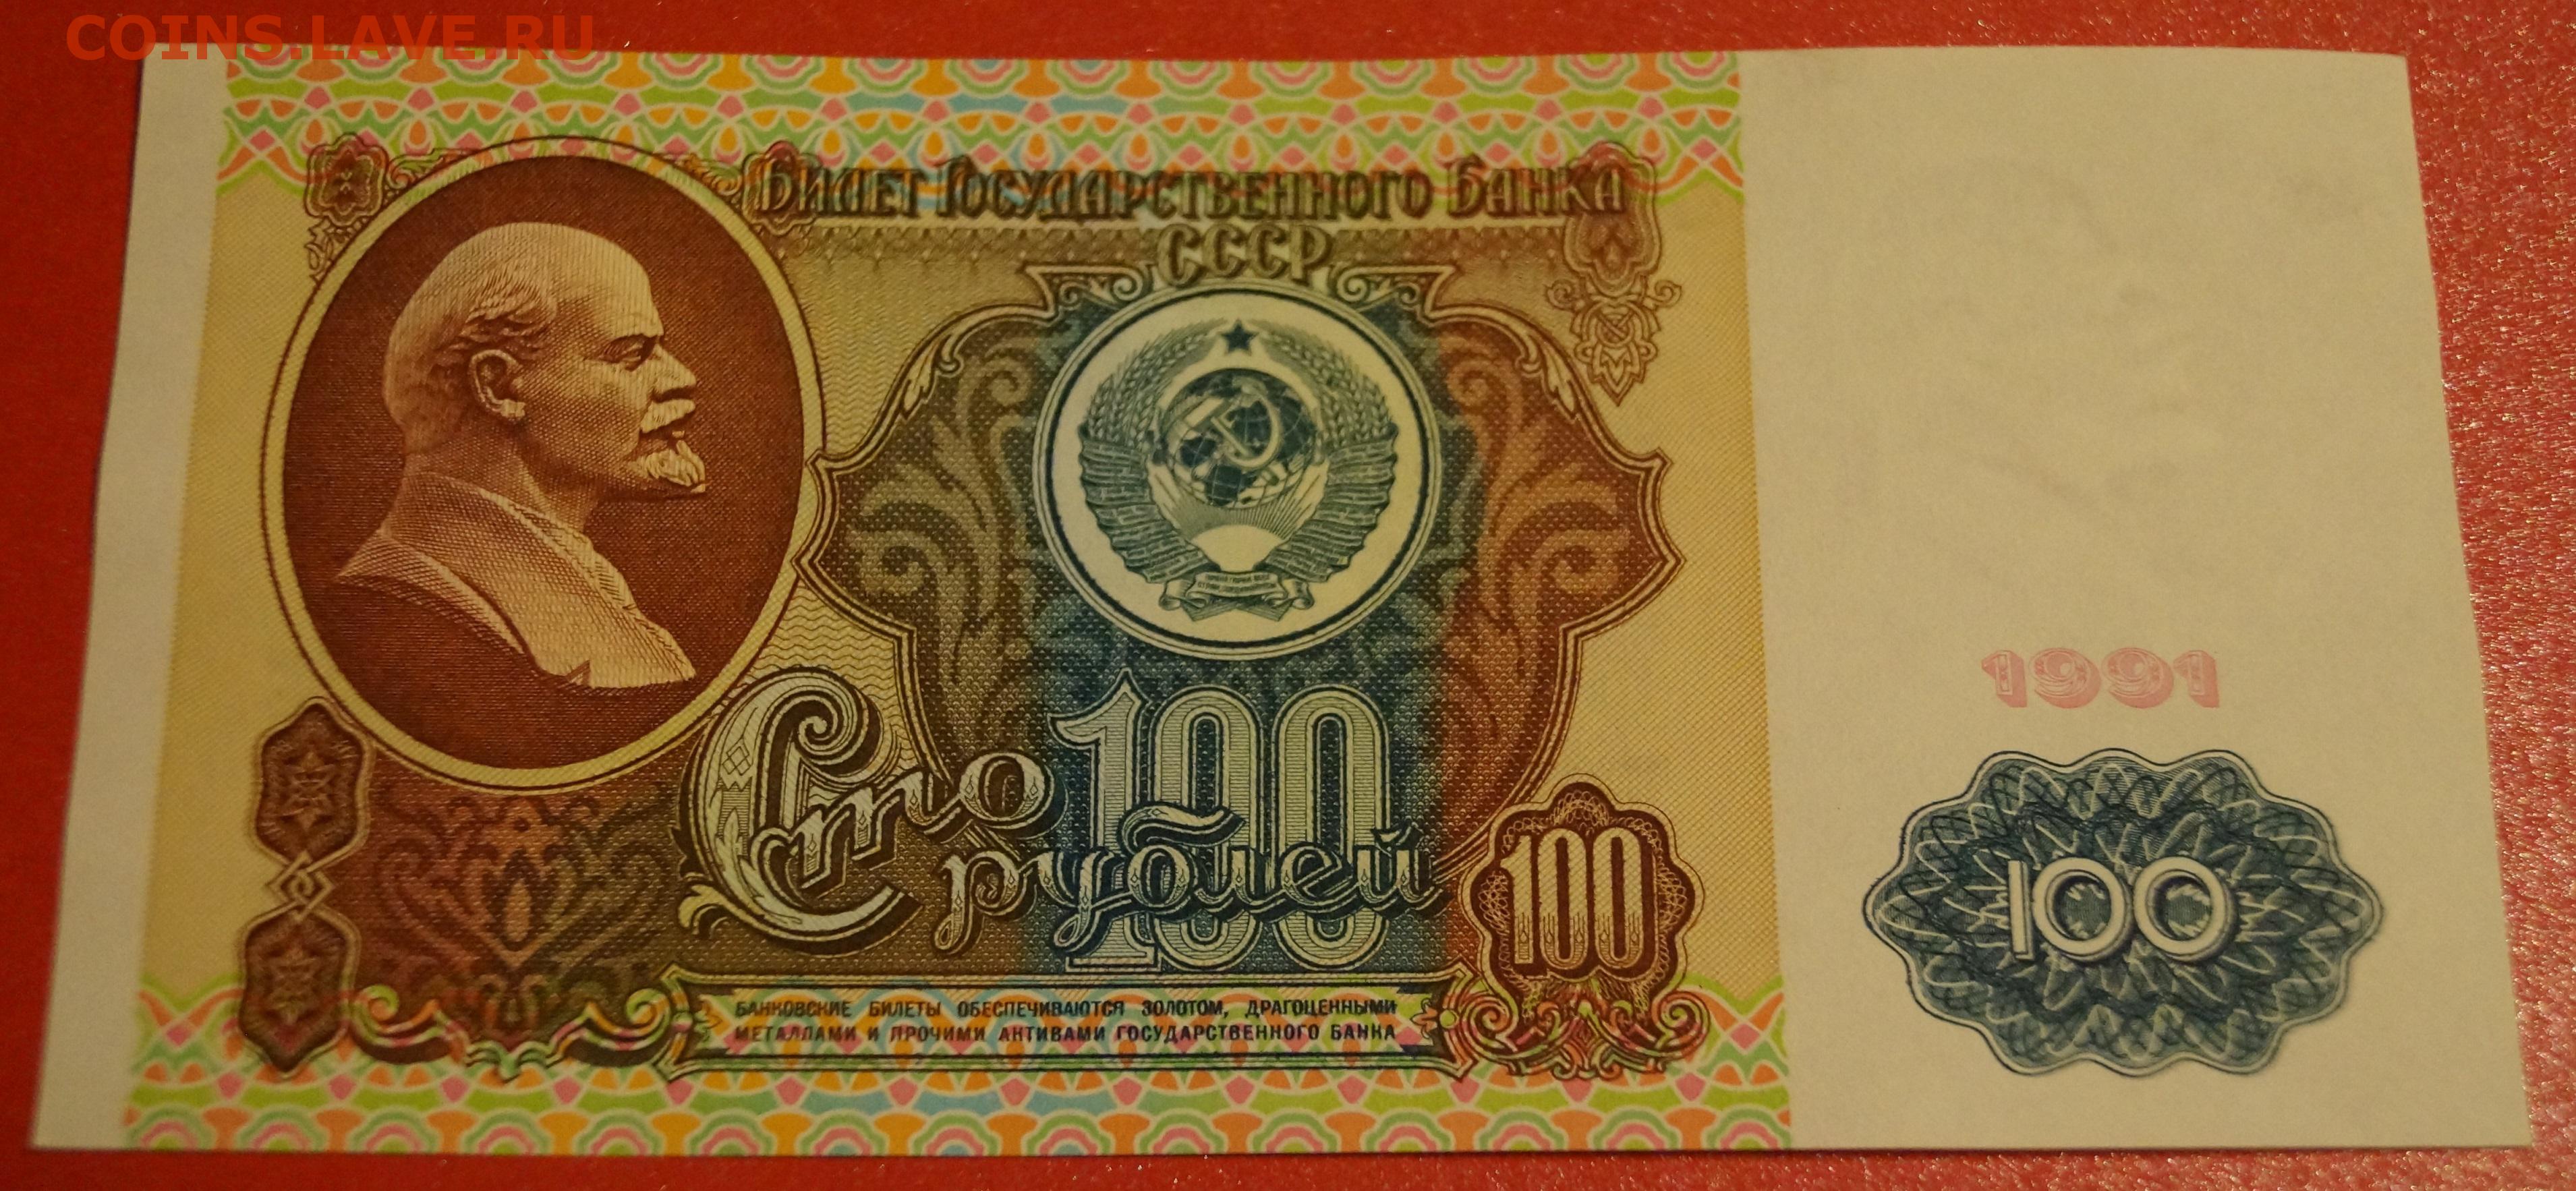 COINS.LAVE.RU
БИЛЕТ ГОСУДАРСТВЕННОГО БАНКА
СССР
1991
Сто
100
рублей
100
100
БАНКОВСКИЕ БИЛЕТЫ ОБЕСПЕЧИВАЮТСЯ ЗОЛОТОМ, ДРАГОЦЕННЫМИ
МЕТАЛЛАМИ И ПРОЧИМИ АКТИВАМИ ГОСУДАРСТВЕННОГО БАНКА